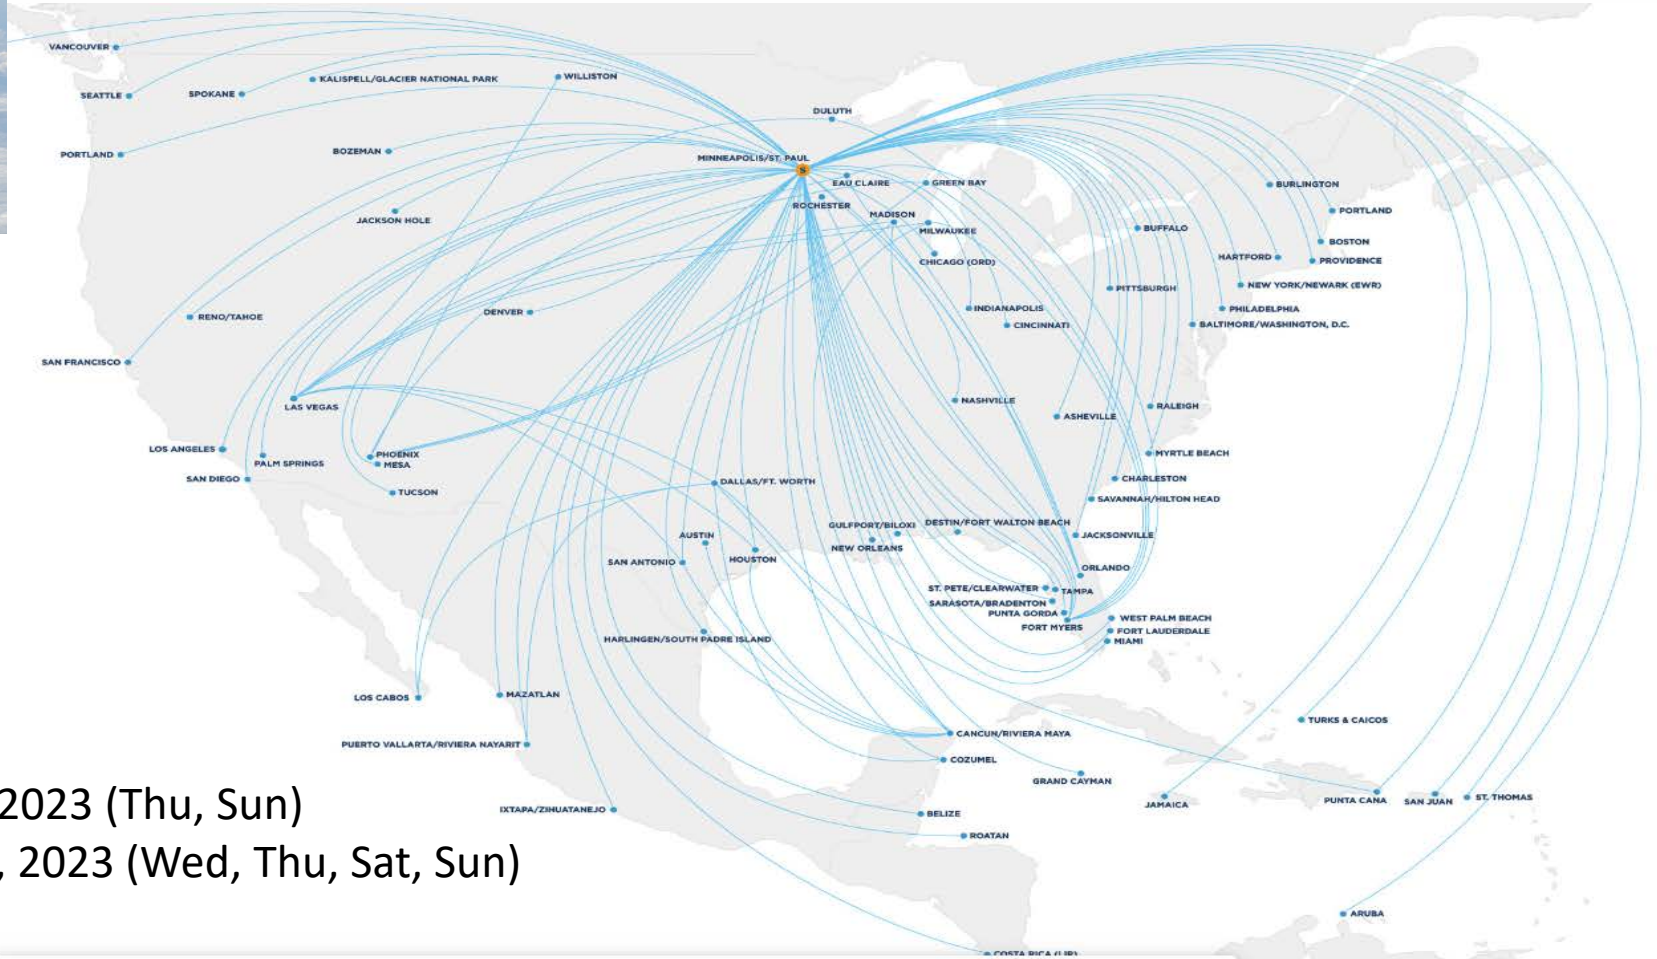 VANCOUVER
SEATTLE
SPOKANE
KALISPELL/GLACIER NATIONAL PARK
WILLISTON
DULUTH
PORTLAND
BOZEMAN
MINNEAPOLIS/ST. PAUL
S
EAU CLAIRE
GREEN BAY
BURLINGTON
ROCHESTER
JACKSON HOLE
MADISON
PORTLAND
MILWAUKEE
BUFFALO
BOSTON
CHICAGO (ORD)
HARTFORD
PROVIDENCE
PITTSBURGH
NEW YORK/NEWARK (EWR)
RENO/TAHOE
DENVER
INDIANAPOLIS
PHILADELPHIA
CINCINNATI
BALTIMORE/WASHINGTON, D.C.
SAN FRANCISCO
LAS VEGAS
NASHVILLE
ASHEVILLE
RALEIGH
LOS ANGELES
PALM SPRINGS
PHOENIX
MESA
MYRTLE BEACH
SAN DIEGO
TUCSON
DALLAS/FT. WORTH
CHARLESTON
SAVANNAH/HILTON HEAD
AUSTIN
GULFPORT/BILOXI
DESTIN/FORT WALTON BEACH
JACKSONVILLE
NEW ORLEANS
SAN ANTONIO
HOUSTON
ORLANDO
ST. PETE/CLEARWATER
TAMPA
SARASOTA/BRADENTON
PUNTA GORDA
FORT MYERS
WEST PALM BEACH
FORT LAUDERDALE
MIAMI
HARLINGEN/SOUTH PADRE ISLAND
LOS CABOS
MAZATLAN
TURKS & CAICOS
PUERTO VALLARTA/RIVIERA NAYARIT
CANCUN/RIVIERA MAYA
COZUMEL
GRAND CAYMAN
JAMAICA
PUNTA CANA
SAN JUAN
ST. THOMAS
IXTAPA/ZIHUATANEJO
BELIZE
ROATAN
2023 (Thu, Sun)
, 2023 (Wed, Thu, Sat, Sun)
ARUBA
COSTA RICA (LIR)